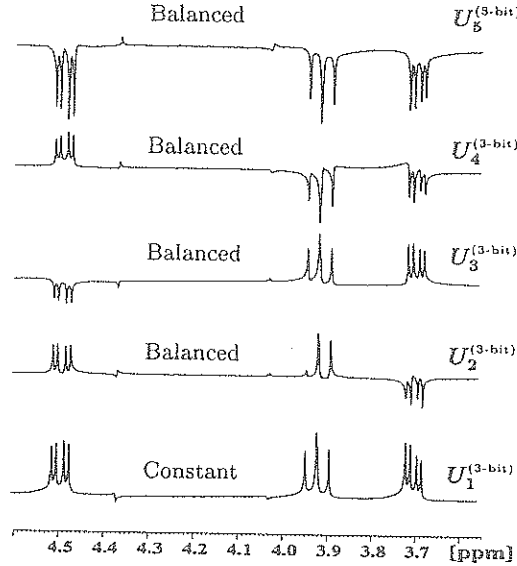 Balanced U₅⁽³⁻ᵇⁱᵗ⁾
Balanced U₄⁽³⁻ᵇⁱᵗ⁾
Balanced U₃⁽³⁻ᵇⁱᵗ⁾
Balanced U₂⁽³⁻ᵇⁱᵗ⁾
Constant U₁⁽³⁻ᵇⁱᵗ⁾
4.5 4.4 4.3 4.2 4.1 4.0 3.9 3.8 3.7 [ppm]